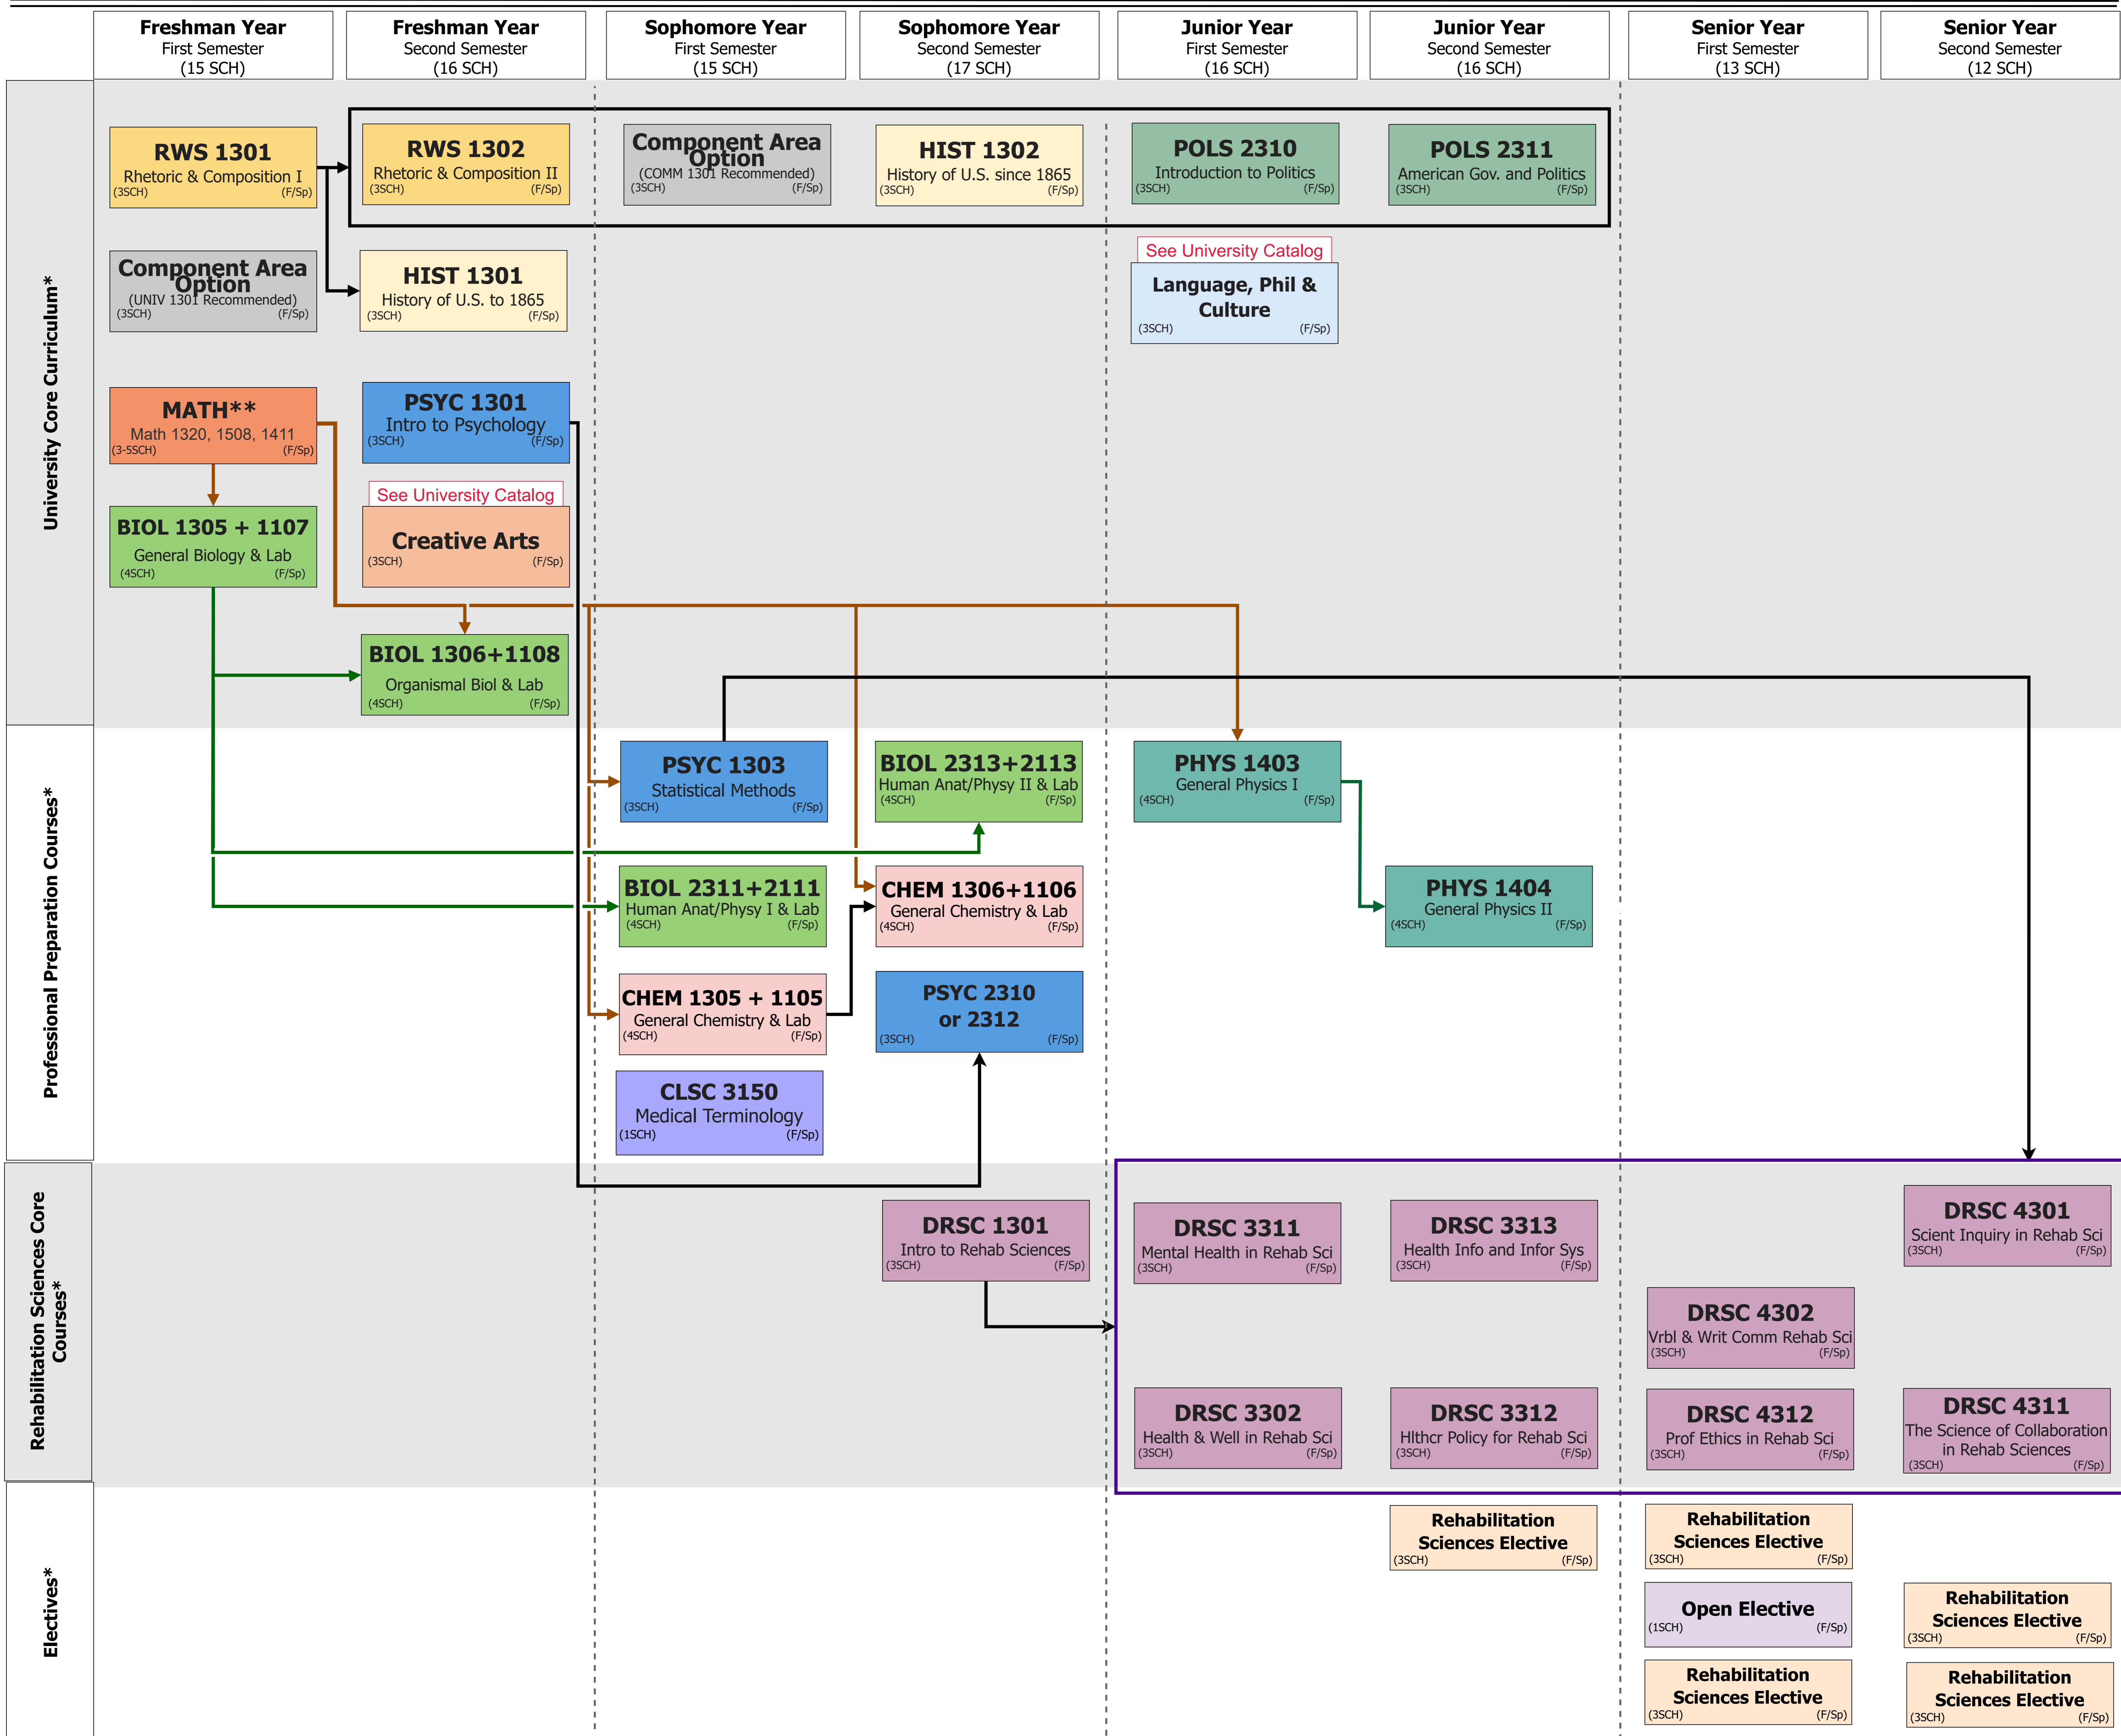 Freshman Year
First Semester
(15 SCH)
Freshman Year
Second Semester
(16 SCH)
Sophomore Year
First Semester
(15 SCH)
Sophomore Year
Second Semester
(17 SCH)
Junior Year
First Semester
(16 SCH)
Junior Year
Second Semester
(16 SCH)
Senior Year
First Semester
(13 SCH)
Senior Year
Second Semester
(12 SCH)
University Core Curriculum*
RWS 1301
Rhetoric & Composition I
(3SCH) (F/Sp)
RWS 1302
Rhetoric & Composition II
(3SCH) (F/Sp)
Component Area
Option
(COMM 1301 Recommended)
(3SCH) (F/Sp)
HIST 1302
History of U.S. since 1865
(3SCH) (F/Sp)
POLS 2310
Introduction to Politics
(3SCH) (F/Sp)
POLS 2311
American Gov. and Politics
(3SCH) (F/Sp)
Component Area
Option
(UNIV 1301 Recommended)
(3SCH) (F/Sp)
HIST 1301
History of U.S. to 1865
(3SCH) (F/Sp)
See University Catalog
Language, Phil &
Culture
(3SCH) (F/Sp)
MATH**
Math 1320, 1508, 1411
(3-5SCH) (F/Sp)
PSYC 1301
Intro to Psychology
(3SCH) (F/Sp)
BIOL 1305 + 1107
General Biology & Lab
(4SCH) (F/Sp)
See University Catalog
Creative Arts
(3SCH) (F/Sp)
BIOL 1306+1108
Organismal Biol & Lab
(4SCH) (F/Sp)
Professional Preparation Courses*
PSYC 1303
Statistical Methods
(3SCH) (F/Sp)
BIOL 2313+2113
Human Anat/Physy II & Lab
(4SCH) (F/Sp)
PHYS 1403
General Physics I
(4SCH) (F/Sp)
BIOL 2311+2111
Human Anat/Physy I & Lab
(4SCH) (F/Sp)
CHEM 1306+1106
General Chemistry & Lab
(4SCH) (F/Sp)
PHYS 1404
General Physics II
(4SCH) (F/Sp)
CHEM 1305 + 1105
General Chemistry & Lab
(4SCH) (F/Sp)
PSYC 2310
or 2312
(3SCH) (F/Sp)
CLSC 3150
Medical Terminology
(1SCH) (F/Sp)
Rehabilitation Sciences Core
Courses*
DRSC 1301
Intro to Rehab Sciences
(3SCH) (F/Sp)
DRSC 3311
Mental Health in Rehab Sci
(3SCH) (F/Sp)
DRSC 3313
Health Info and Infor Sys
(3SCH) (F/Sp)
DRSC 4301
Scient Inquiry in Rehab Sci
(3SCH) (F/Sp)
DRSC 4302
Vrbl & Writ Comm Rehab Sci
(3SCH) (F/Sp)
DRSC 3302
Health & Well in Rehab Sci
(3SCH) (F/Sp)
DRSC 3312
Hlthcr Policy for Rehab Sci
(3SCH) (F/Sp)
DRSC 4312
Prof Ethics in Rehab Sci
(3SCH) (F/Sp)
DRSC 4311
The Science of Collaboration
in Rehab Sciences
(3SCH) (F/Sp)
Electives*
Rehabilitation
Sciences Elective
(3SCH) (F/Sp)
Rehabilitation
Sciences Elective
(3SCH) (F/Sp)
Open Elective
(1SCH) (F/Sp)
Rehabilitation
Sciences Elective
(3SCH) (F/Sp)
Rehabilitation
Sciences Elective
(3SCH) (F/Sp)
Rehabilitation
Sciences Elective
(3SCH) (F/Sp)